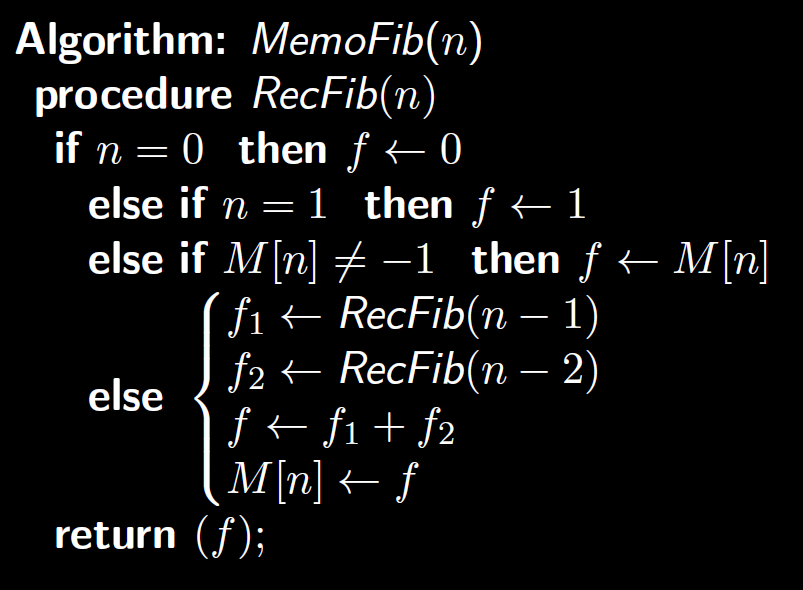 Algorithm: MemoFib(n)
procedure RecFib(n)
if n = 0 then f ← 0
else if n = 1 then f ← 1
else if M[n] ≠ −1 then f ← M[n]
f₁ ← RecFib(n − 1)
f₂ ← RecFib(n − 2)
else
f ← f₁ + f₂
M[n] ← f
return (f);